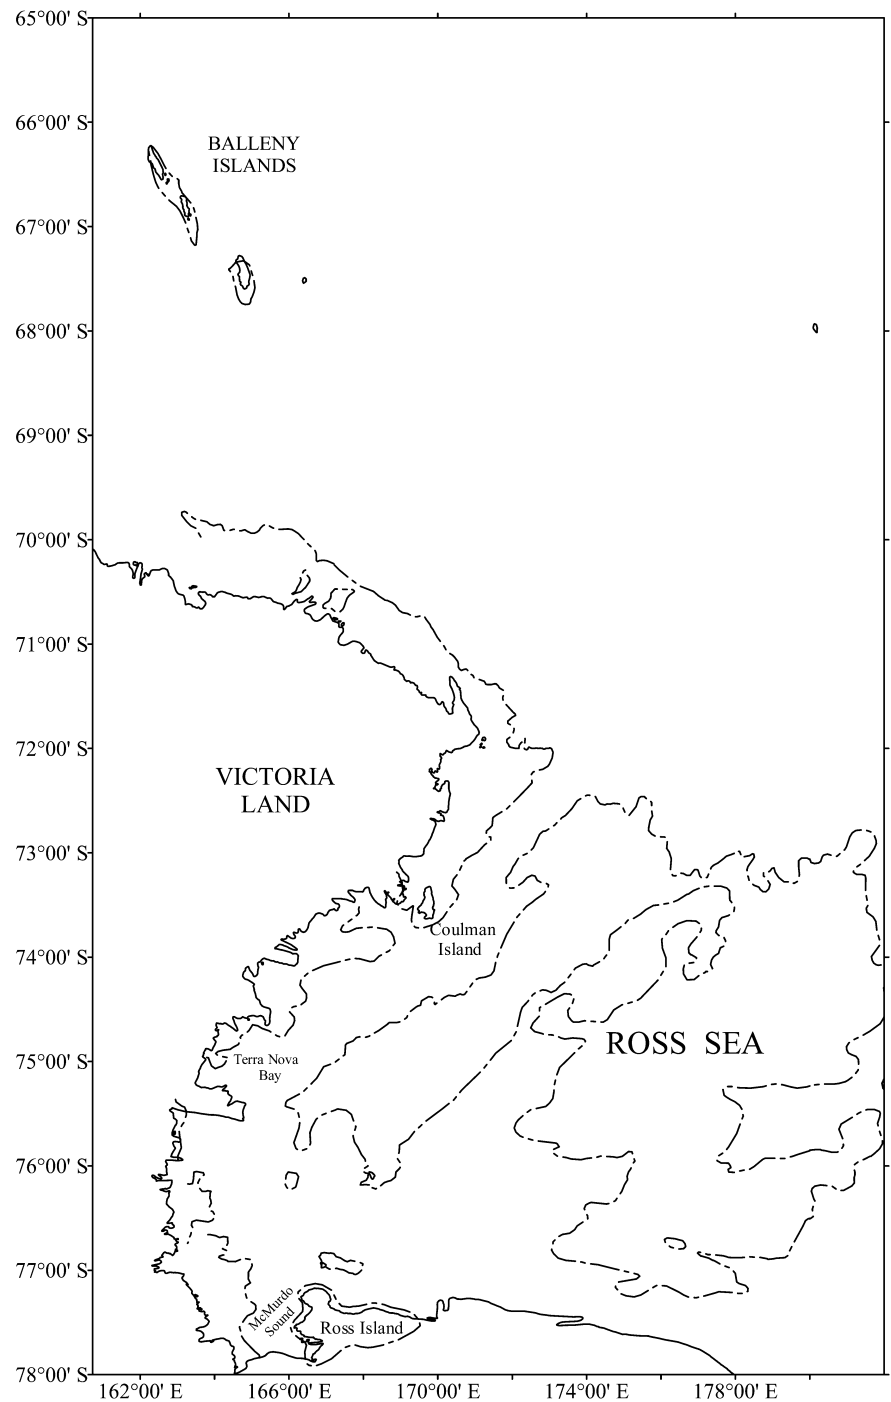 65°00' S
66°00' S
BALLENY
ISLANDS
67°00' S
68°00' S
69°00' S
70°00' S
71°00' S
72°00' S
VICTORIA
LAND
73°00' S
Coulman
Island
74°00' S
ROSS SEA
75°00' S
Terra Nova
Bay
76°00' S
77°00' S
McMurdo
Sound
Ross Island
78°00' S
162°00' E 166°00' E 170°00' E 174°00' E 178°00' E